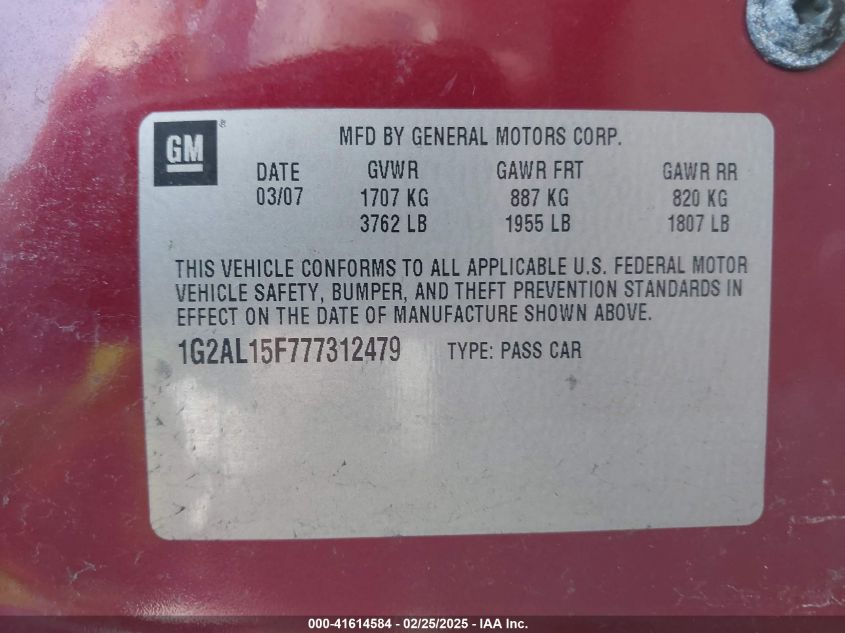 GM ®
MFD BY GENERAL MOTORS CORP.
DATE GVWR GAWR FRT GAWR RR
03/07 1707 KG 887 KG 820 KG
3762 LB 1955 LB 1807 LB
THIS VEHICLE CONFORMS TO ALL APPLICABLE U.S. FEDERAL MOTOR
VEHICLE SAFETY, BUMPER, AND THEFT PREVENTION STANDARDS IN
EFFECT ON THE DATE OF MANUFACTURE SHOWN ABOVE.
1G2AL15F777312479 TYPE: PASS CAR
000-41614584 - 02/25/2025 - IAA Inc.